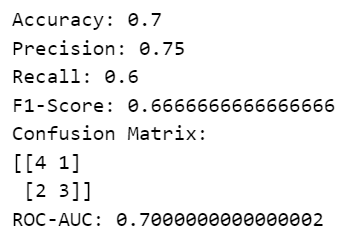 Accuracy: 0.7
Precision: 0.75
Recall: 0.6
F1-Score: 0.6666666666666666
Confusion Matrix:
[[4 1]
 [2 3]]
ROC-AUC: 0.7000000000000002